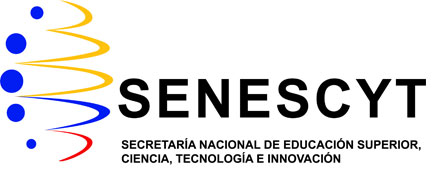 SENESCYT
SECRETARÍA NACIONAL DE EDUCACIÓN SUPERIOR,
CIENCIA, TECNOLOGÍA E INNOVACIÓN